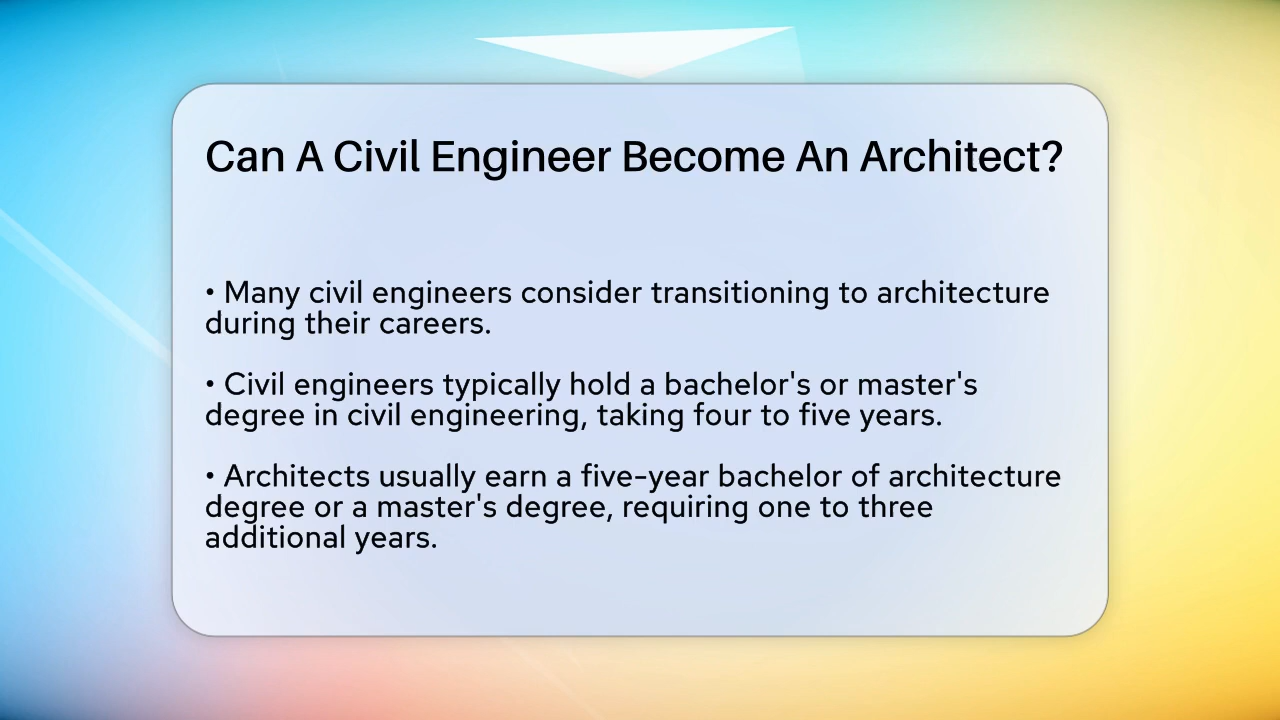 Can A Civil Engineer Become An Architect?
• Many civil engineers consider transitioning to architecture
during their careers.
• Civil engineers typically hold a bachelor's or master's
degree in civil engineering, taking four to five years.
• Architects usually earn a five-year bachelor of architecture
degree or a master's degree, requiring one to three
additional years.